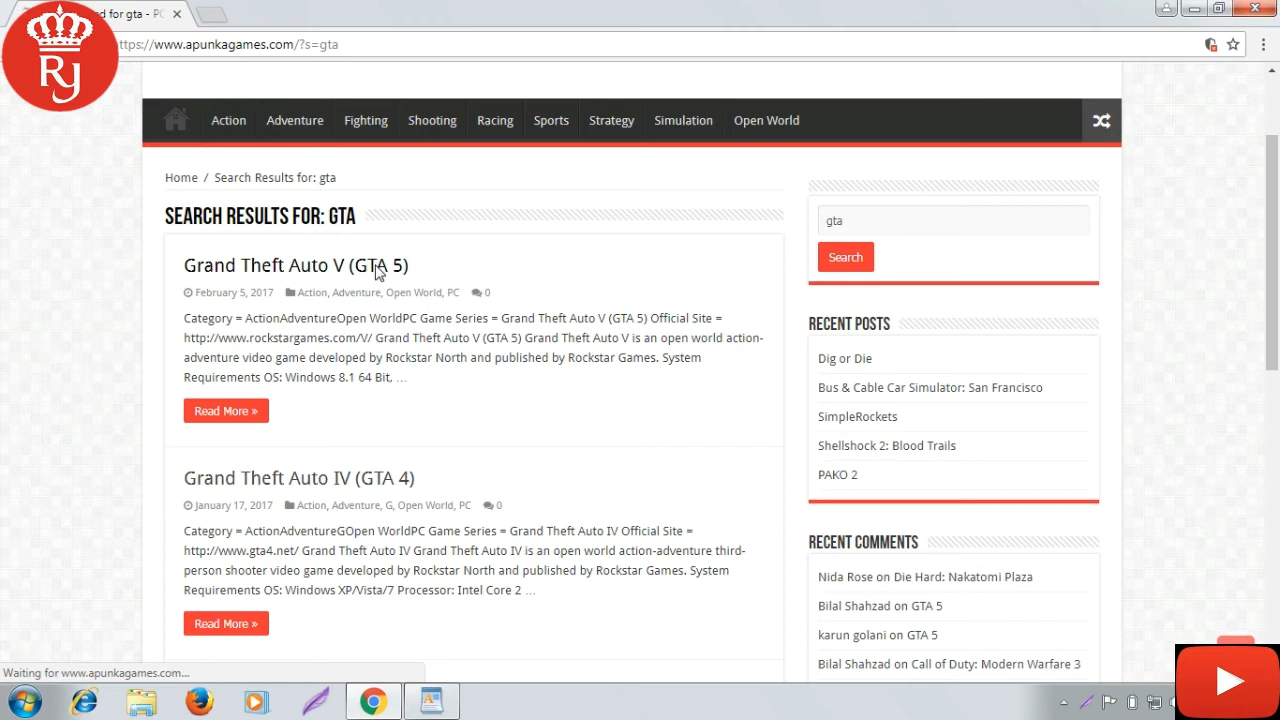 d for gta - PC
ttps://www.apunkagames.com/?s=gta
RJ
Action Adventure Fighting Shooting Racing Sports Strategy Simulation Open World
Home / Search Results for: gta
SEARCH RESULTS FOR: GTA
Grand Theft Auto V (GTA 5)
February 5, 2017 Action, Adventure, Open World, PC 0
Category = ActionAdventureOpen WorldPC Game Series = Grand Theft Auto V (GTA 5) Official Site =
http://www.rockstargames.com/V/ Grand Theft Auto V (GTA 5) Grand Theft Auto V is an open world action-
adventure video game developed by Rockstar North and published by Rockstar Games. System
Requirements OS: Windows 8.1 64 Bit, …
Read More »
Grand Theft Auto IV (GTA 4)
January 17, 2017 Action, Adventure, G, Open World, PC 0
Category = ActionAdventureGOpen WorldPC Game Series = Grand Theft Auto IV Official Site =
http://www.gta4.net/ Grand Theft Auto IV Grand Theft Auto IV is an open world action-adventure third-
person shooter video game developed by Rockstar North and published by Rockstar Games. System
Requirements OS: Windows XP/Vista/7 Processor: Intel Core 2 …
Read More »
gta
Search
RECENT POSTS
Dig or Die
Bus & Cable Car Simulator: San Francisco
SimpleRockets
Shellshock 2: Blood Trails
PAKO 2
RECENT COMMENTS
Nida Rose on Die Hard: Nakatomi Plaza
Bilal Shahzad on GTA 5
karun golani on GTA 5
Bilal Shahzad on Call of Duty: Modern Warfare 3
Waiting for www.apunkagames.com...